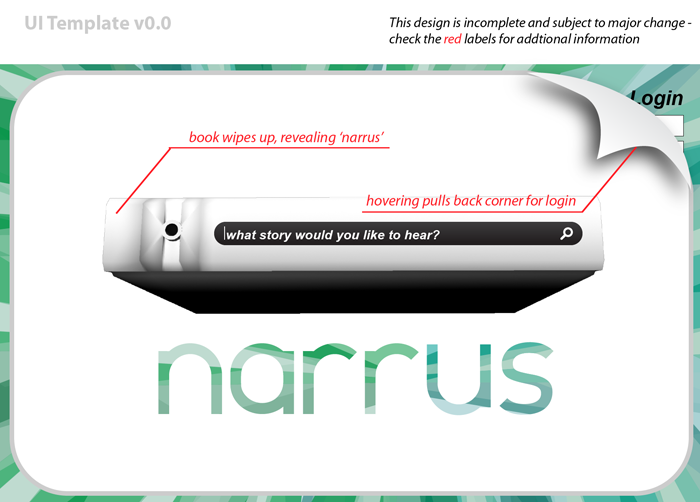 UI Template v0.0
This design is incomplete and subject to major change -
check the red labels for addtional information
Login
book wipes up, revealing ‘narrus’
hovering pulls back corner for login
what story would you like to hear?
narrus